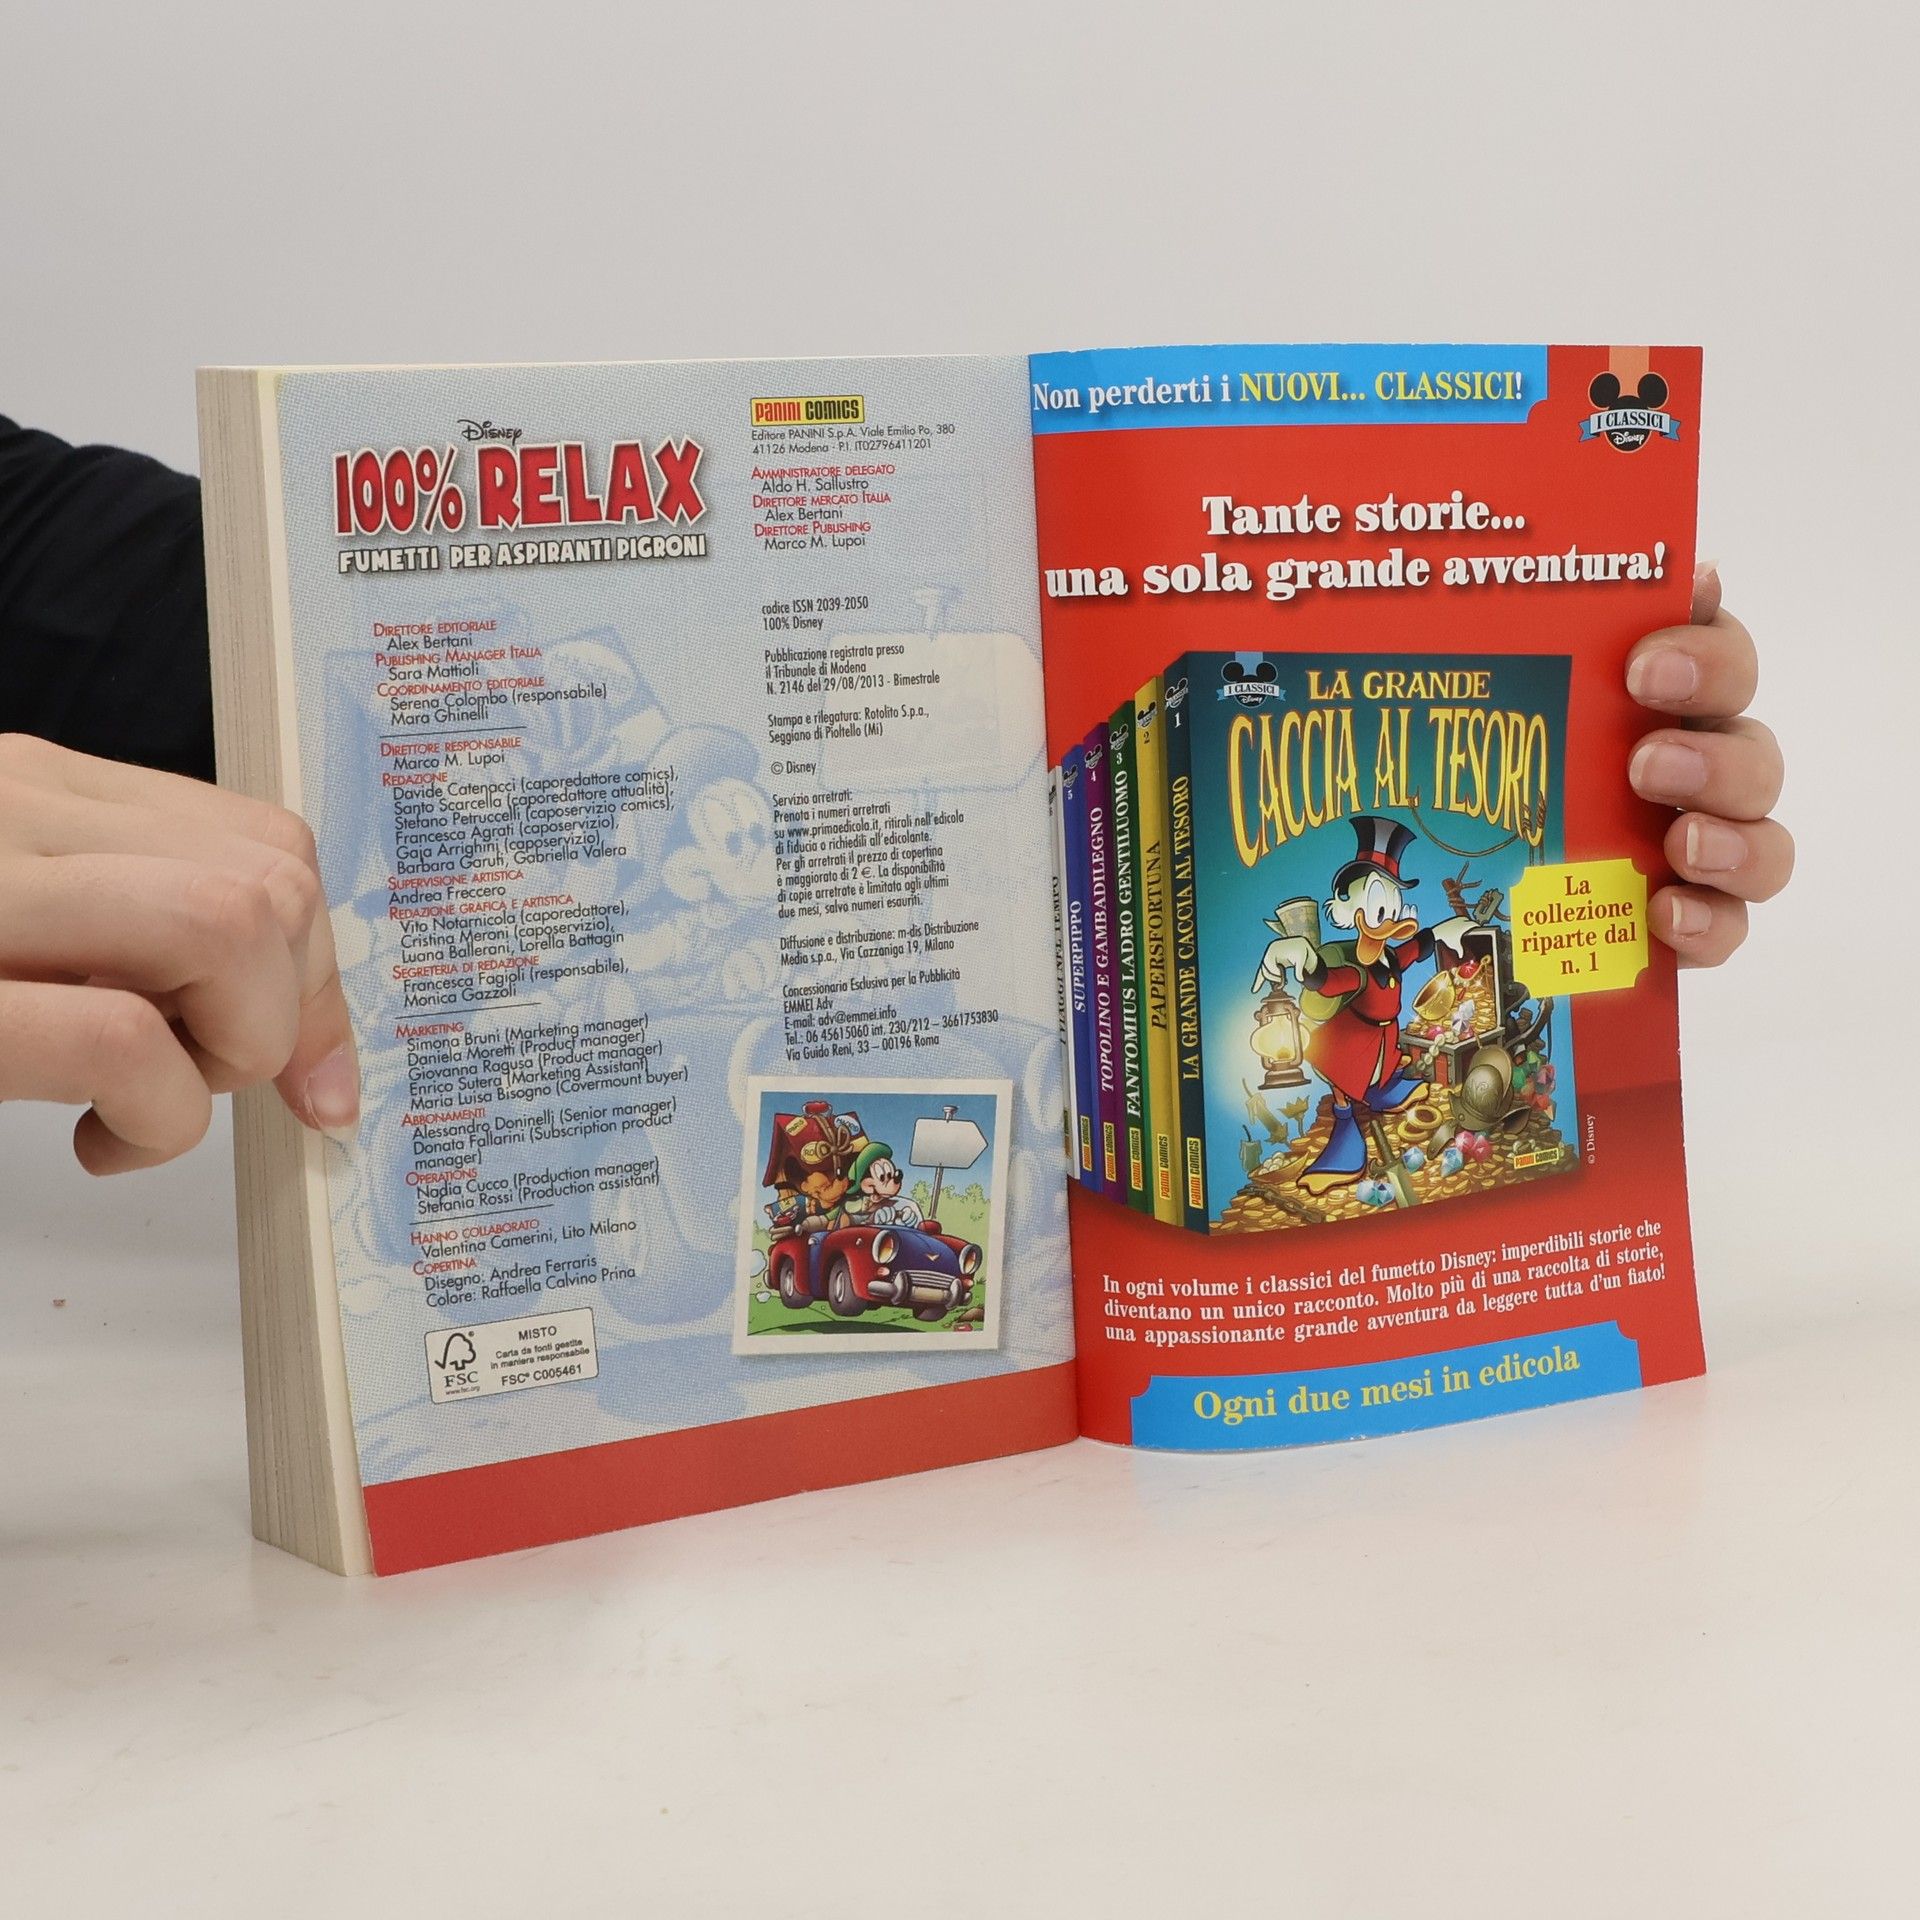 Disney
100% RELAX
FUMETTI PER ASPIRANTI PIGRONI
DIRETTORE EDITORIALE
Alex Bertani
PUBLISHING MANAGER ITALIA
Sara Mattioli
COORDINAMENTO EDITORIALE
Serena Colombo (responsabile)
Mara Ghinelli
DIRETTORE RESPONSABILE
Marco M. Lupoi
REDAZIONE
Davide Catenacci (caporedattore comics),
Santo Scarcella (caporedattore attualità),
Stefano Petruccelli (caposervizio comics),
Francesca Agrati (caposervizio),
Gaia Arrighini (caposervizio),
Barbara Garufi, Gabriella Valera
SUPERVISIONE ARTISTICA
Andrea Freccero
REDAZIONE GRAFICA E ARTISTICA
Vito Notarnicola (caporedattore),
Cristina Meroni (caposervizio),
Luana Ballerani, Lorella Battagin
SEGRETERIA DI REDAZIONE
Francesca Fagioli (responsabile),
Monica Gazzoli
MARKETING
Simona Bruni (Marketing manager)
Daniela Moretti (Product manager)
Giovanna Ragusa (Product manager)
Enrico Sutera (Marketing Assistant)
Maria Luisa Bisogno (Covermount buyer)
ABBONAMENTI
Alessandro Doninelli (Senior manager)
Donata Fallarini (Subscription product
manager)
OPERATIONS
Nadia Cucco (Production manager)
Stefania Rossi (Production assistant)
HANNO COLLABORATO
Valentina Camerini, Lito Milano
COPERTINA
Disegno: Andrea Ferraris
Colore: Raffaella Calvino Prina
FSC
www.fsc.org
MISTO
Carta da fonti gestite
in maniera responsabile
FSC® C005461
PANINI COMICS
Editore PANINI S.p.A. Viale Emilio Po, 380
41126 Modena - P.I. IT02796411201
AMMINISTRATORE DELEGATO
Aldo H. Sallustro
DIRETTORE MERCATO ITALIA
Alex Bertani
DIRETTORE PUBLISHING
Marco M. Lupoi
codice ISSN 2039-2050
100% Disney
Pubblicazione registrata presso
il Tribunale di Modena
N. 2146 del 29/08/2013 - Bimestrale
Stampa e rilegatura: Rotolito S.p.a.,
Seggiano di Pioltello (Mi)
© Disney
Servizio arretrati:
Prenota i numeri arretrati
su www.primaedicola.it, ritirali nell'edicola
di fiducia o richiedili all'edicolante.
Per gli arretrati il prezzo di copertina
è maggiorato di 2 €. La disponibilità
di copie arretrate è limitata agli ultimi
due mesi, salvo numeri esauriti.
Diffusione e distribuzione: m-dis Distribuzione
Media s.p.a., Via Cazzaniga 19, Milano
Concessionaria Esclusiva per la Pubblicità
EMMEI Adv
E-mail: adv@emmei.info
Tel.: 06 45615060 int. 230/212 – 3661753830
Via Guido Reni, 33 – 00196 Roma
Non perderti i NUOVI... CLASSICI!
I CLASSICI
Disney
Tante storie...
una sola grande avventura!
I CLASSICI
Disney
LA GRANDE
CACCIA AL TESORO
1 LA GRANDE CACCIA AL TESORO PANINI COMICS
2 PAPERSFORTUNA PANINI COMICS
3 FANTOMIUS LADRO GENTILUOMO PANINI COMICS
4 TOPOLINO E GAMBADILEGNO PANINI COMICS
5 SUPERPIPPO PANINI COMICS
VIAGGI NEL TEMPO
La
collezione
riparte dal
n. 1
PANINI COMICS
© Disney
In ogni volume i classici del fumetto Disney: imperdibili storie che
diventano un unico racconto. Molto più di una raccolta di storie,
una appassionante grande avventura da leggere tutta d'un fiato!
Ogni due mesi in edicola